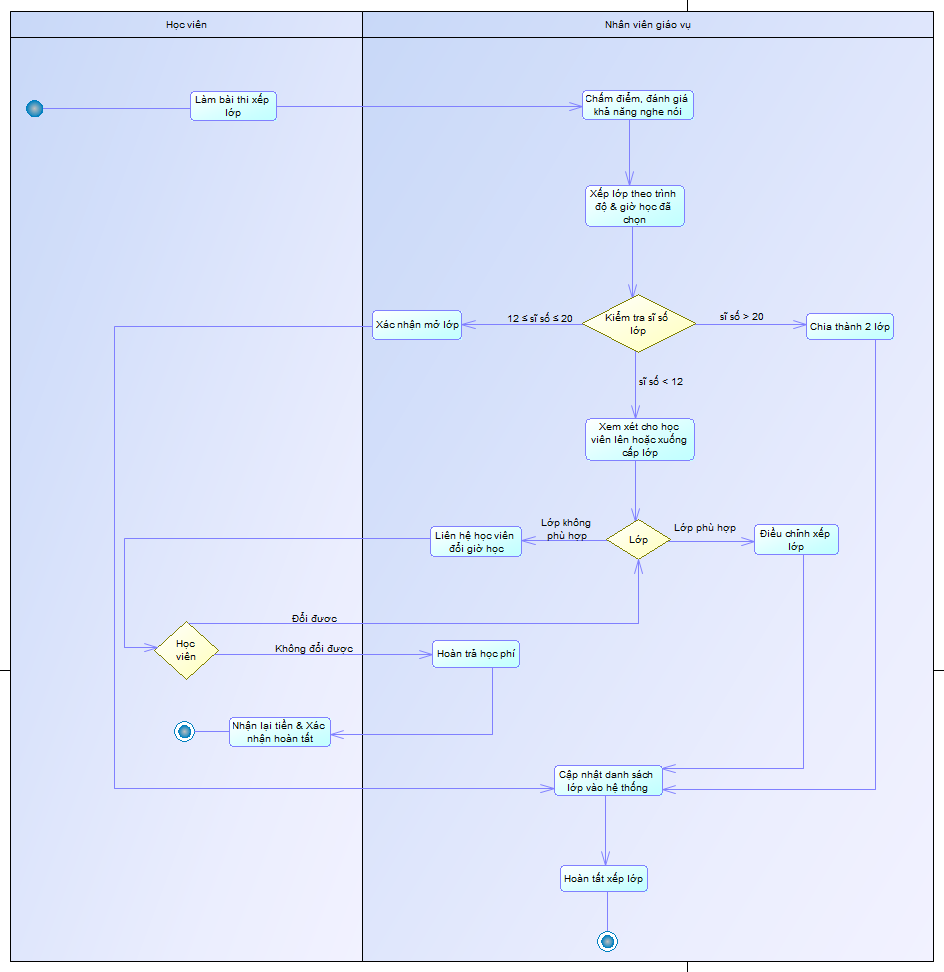 Học viên
Nhân viên giáo vụ
Làm bài thi xếp
lớp
Chấm điểm, đánh giá
khả năng nghe nói
Xếp lớp theo trình
độ & giờ học đã
chọn
Xác nhận mở lớp
12 ≤ sĩ số ≤ 20
Kiểm tra sĩ số
lớp
sĩ số > 20
Chia thành 2 lớp
sĩ số < 12
Xem xét cho học
viên lên hoặc xuống
cấp lớp
Liên hệ học viên
đổi giờ học
Lớp không
phù hợp
Lớp
Lớp phù hợp
Điều chỉnh xếp
lớp
Đổi được
Học
viên
Không đổi được
Hoàn trả học phí
Nhận lại tiền & Xác
nhận hoàn tất
Cập nhật danh sách
lớp vào hệ thống
Hoàn tất xếp lớp